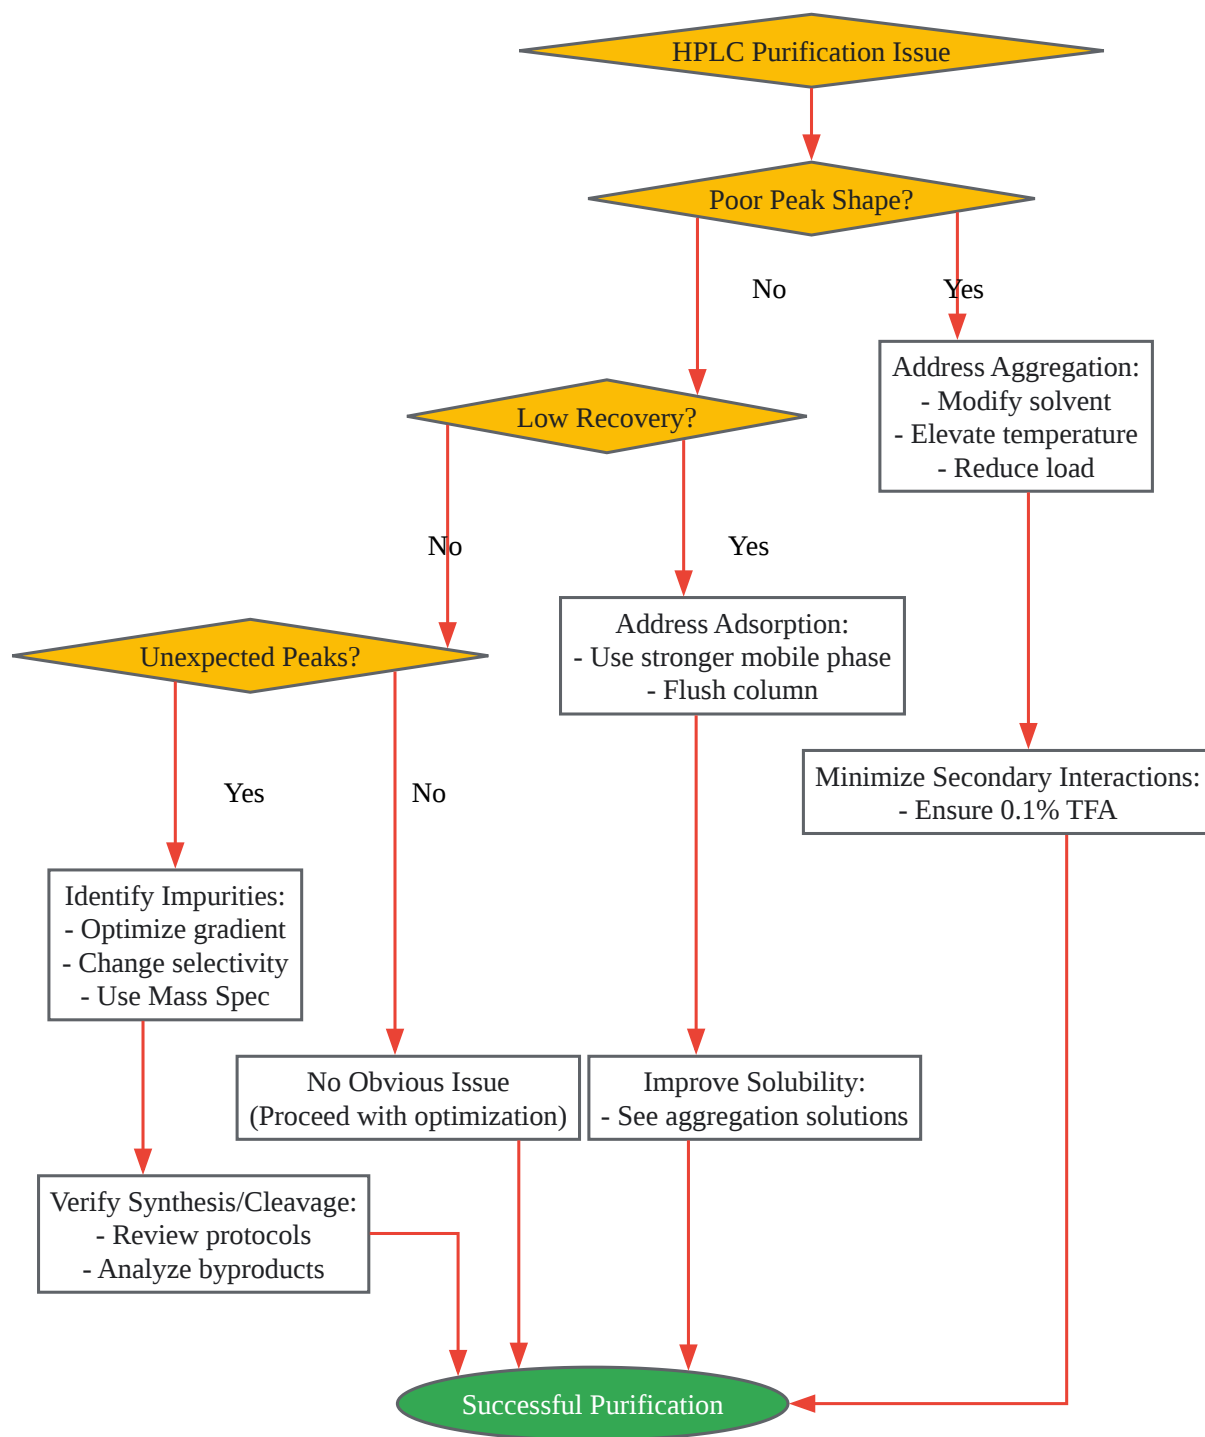 HPLC Purification Issue
Poor Peak Shape?
No
Yes
Address Aggregation:
- Modify solvent
- Elevate temperature
- Reduce load
Low Recovery?
No
Yes
Address Adsorption:
- Use stronger mobile phase
- Flush column
Unexpected Peaks?
Minimize Secondary Interactions:
- Ensure 0.1% TFA
Yes
No
Identify Impurities:
- Optimize gradient
- Change selectivity
- Use Mass Spec
No Obvious Issue
(Proceed with optimization)
Improve Solubility:
- See aggregation solutions
Verify Synthesis/Cleavage:
- Review protocols
- Analyze byproducts
Successful Purification